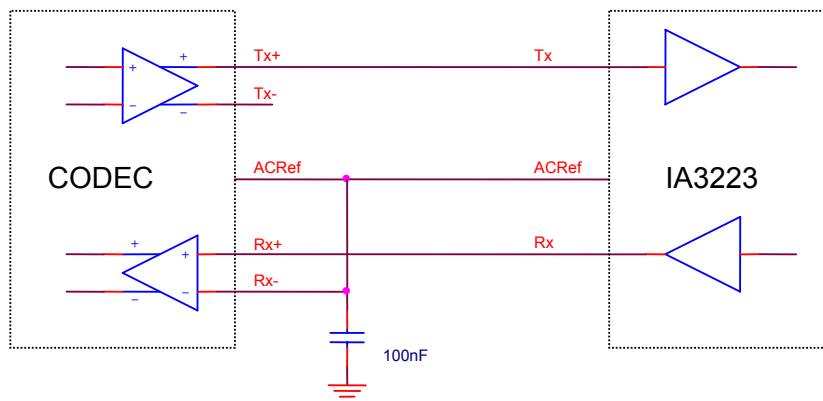 + + Tx+ Tx
− − Tx-
CODEC ACRef ACRef IA3223
+ + Rx+ Rx
− − Rx-
100nF